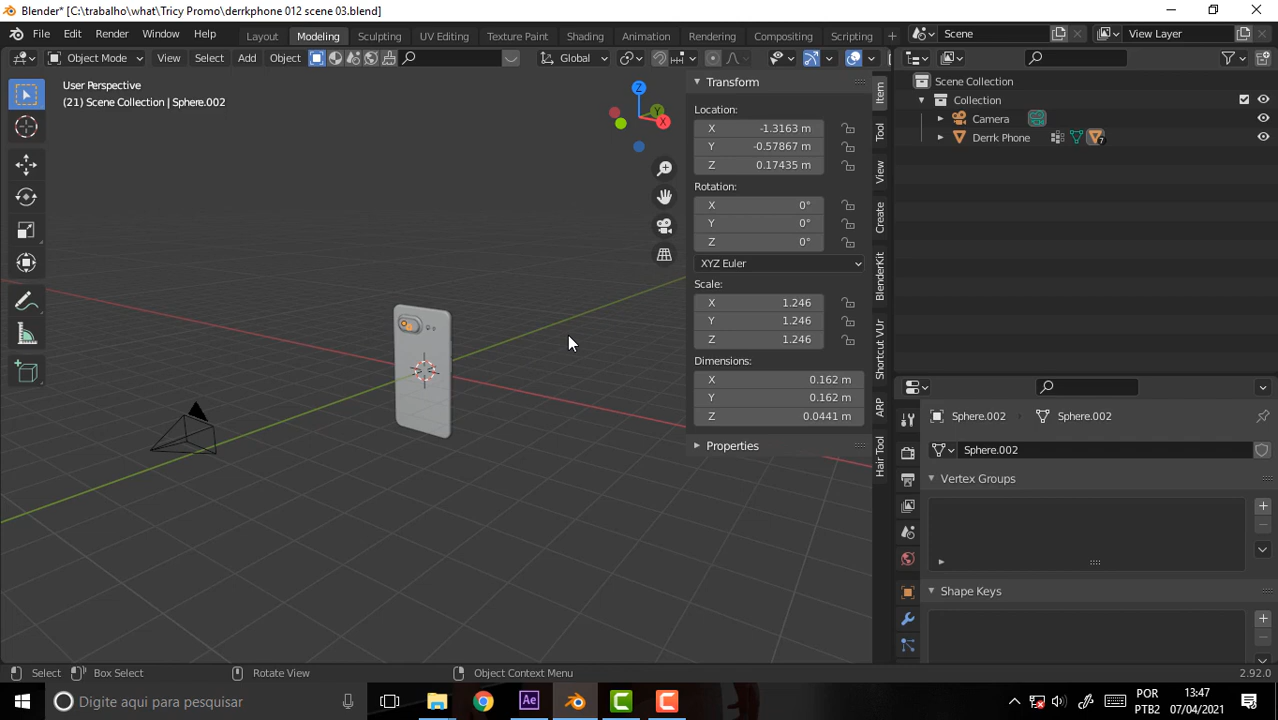 Blender* [C:\trabalho\what\Tricy Promo\derrkphone 012 scene 03.blend]
File Edit Render Window Help Layout Modeling Sculpting UV Editing Texture Paint Shading Animation Rendering Compositing Scripting + Scene View Layer
Object Mode View Select Add Object Global
User Perspective
(21) Scene Collection | Sphere.002
Z
Y
X
Transform
Location:
X -1.3163 m
Y -0.57867 m
Z 0.17435 m
Rotation:
X 0°
Y 0°
Z 0°
XYZ Euler
Scale:
X 1.246
Y 1.246
Z 1.246
Dimensions:
X 0.162 m
Y 0.162 m
Z 0.0441 m
Properties
Item
Tool
View
Create
BlenderKit
Shortcut VUr
ARP
Hair Tool
Scene Collection
Collection
Camera
Derrk Phone 7
Sphere.002 Sphere.002
Sphere.002
Vertex Groups
Shape Keys
Select Box Select Rotate View Object Context Menu 2.92.0
Digite aqui para pesquisar
Ae
C C
POR
PTB2
13:47
07/04/2021